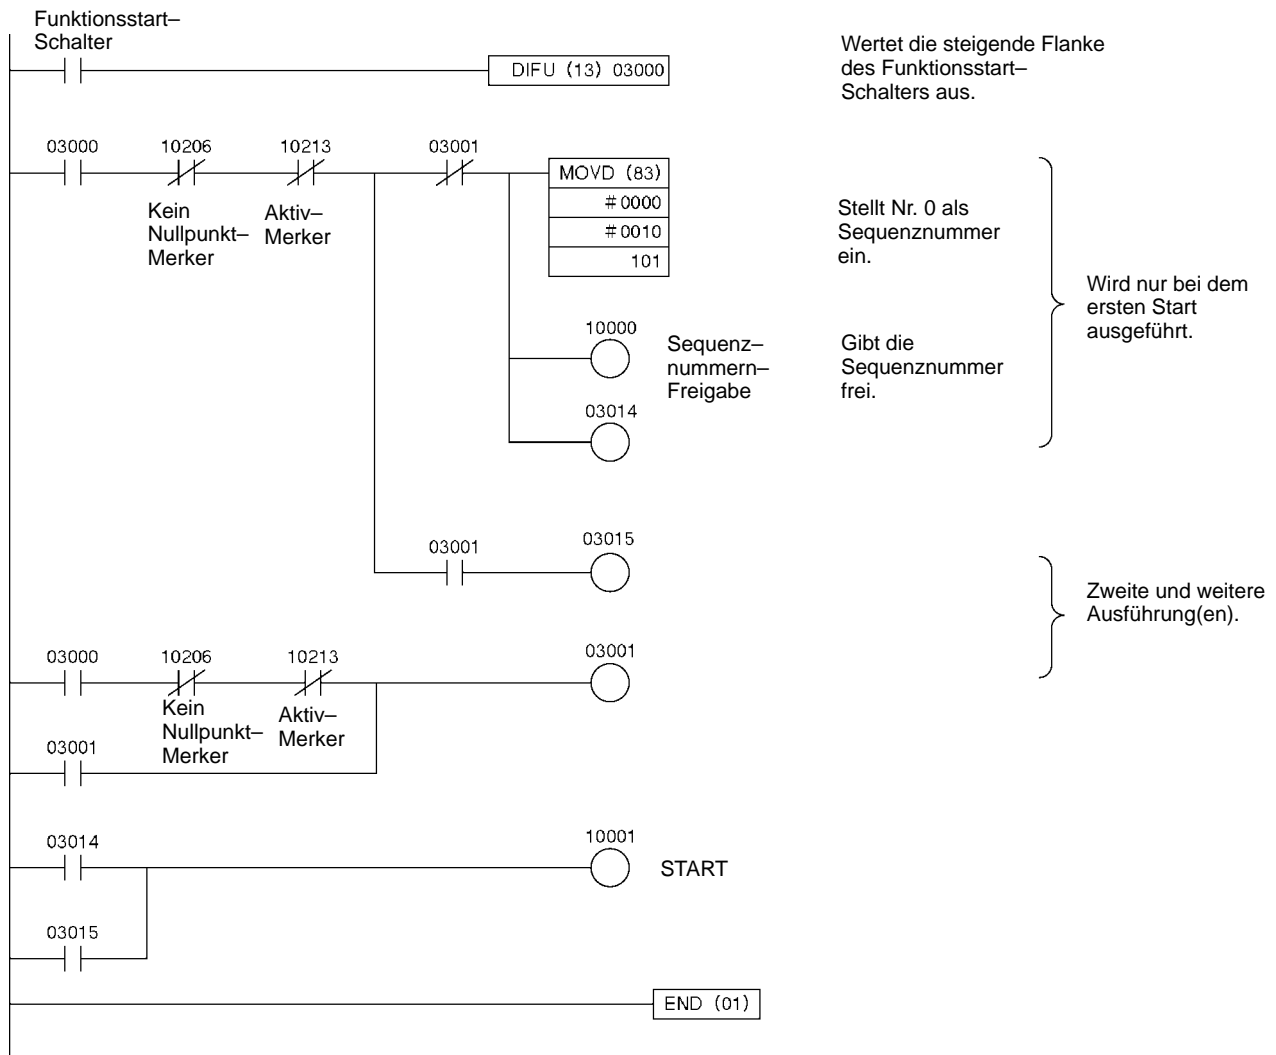 Funktionsstart–
Schalter
DIFU (13) 03000
Wertet die steigende Flanke
des Funktionsstart–
Schalters aus.
03000
10206
10213
03001
MOVD (83)
Kein
Nullpunkt–
Merker
Aktiv–
Merker
#0000
#0010
101
Stellt Nr. 0 als
Sequenznummer
ein.
Wird nur bei dem
ersten Start
ausgeführt.
10000
Sequenz–
nummern–
Freigabe
Gibt die
Sequenznummer
frei.
03014
03001
03015
Zweite und weitere
Ausführung(en).
03000
10206
10213
03001
Kein
Nullpunkt–
Merker
Aktiv–
Merker
03001
03014
10001
START
03015
END (01)